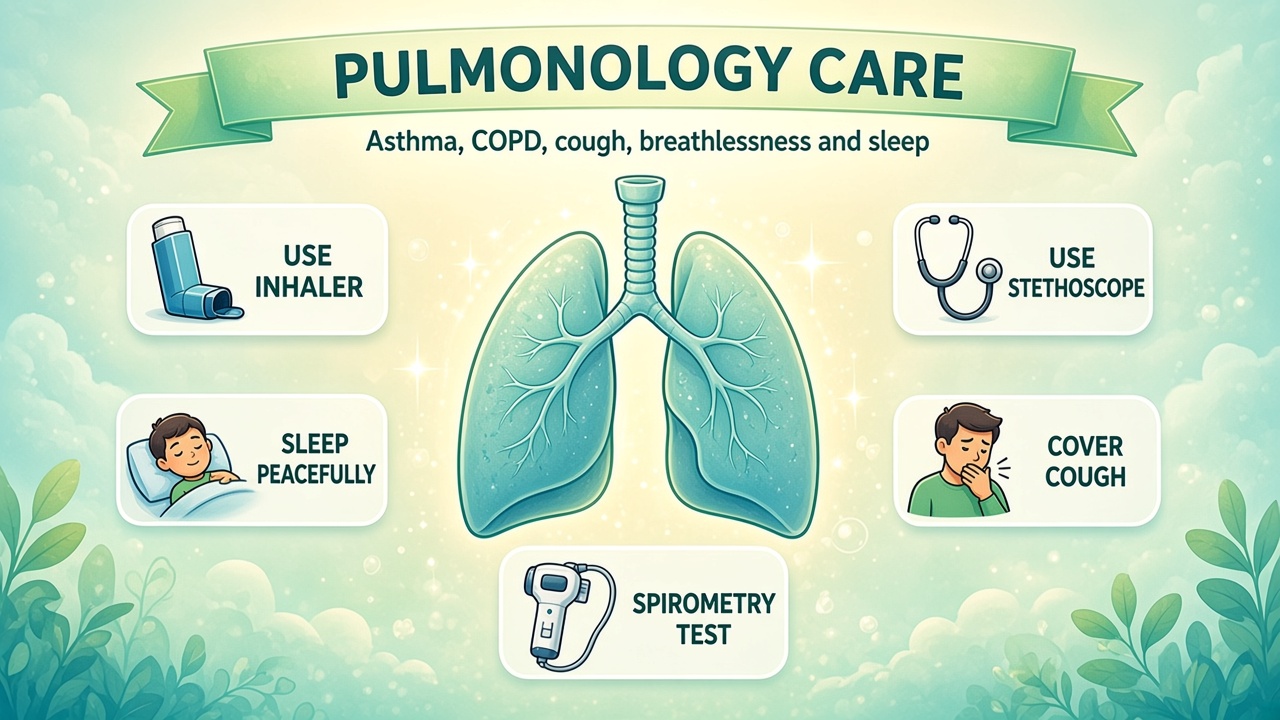 PULMONOLOGY CARE
Asthma, COPD, cough, breathlessness and sleep
USE
INHALER
USE
STETHOSCOPE
SLEEP
PEACEFULLY
COVER
COUGH
SPIROMETRY
TEST